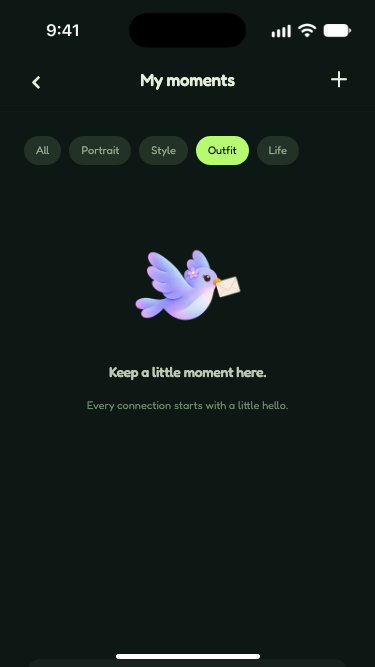 9:41
My moments
All
Portrait
Style
Outfit
Life
Keep a little moment here.
Every connection starts with a little hello.